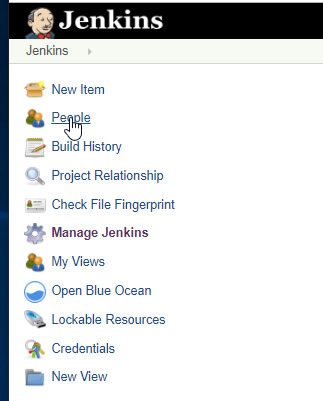 Jenkins
Jenkins
New Item
People
Build History
Project Relationship
Check File Fingerprint
Manage Jenkins
My Views
Open Blue Ocean
Lockable Resources
Credentials
New View